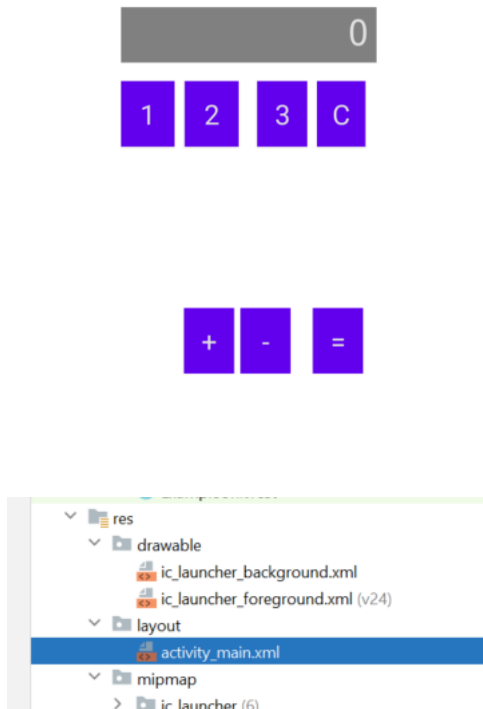 0
1 2 3 C
+ - =
res
drawable
ic_launcher_background.xml
ic_launcher_foreground.xml (v24)
layout
activity_main.xml
mipmap
ic_launcher (6)